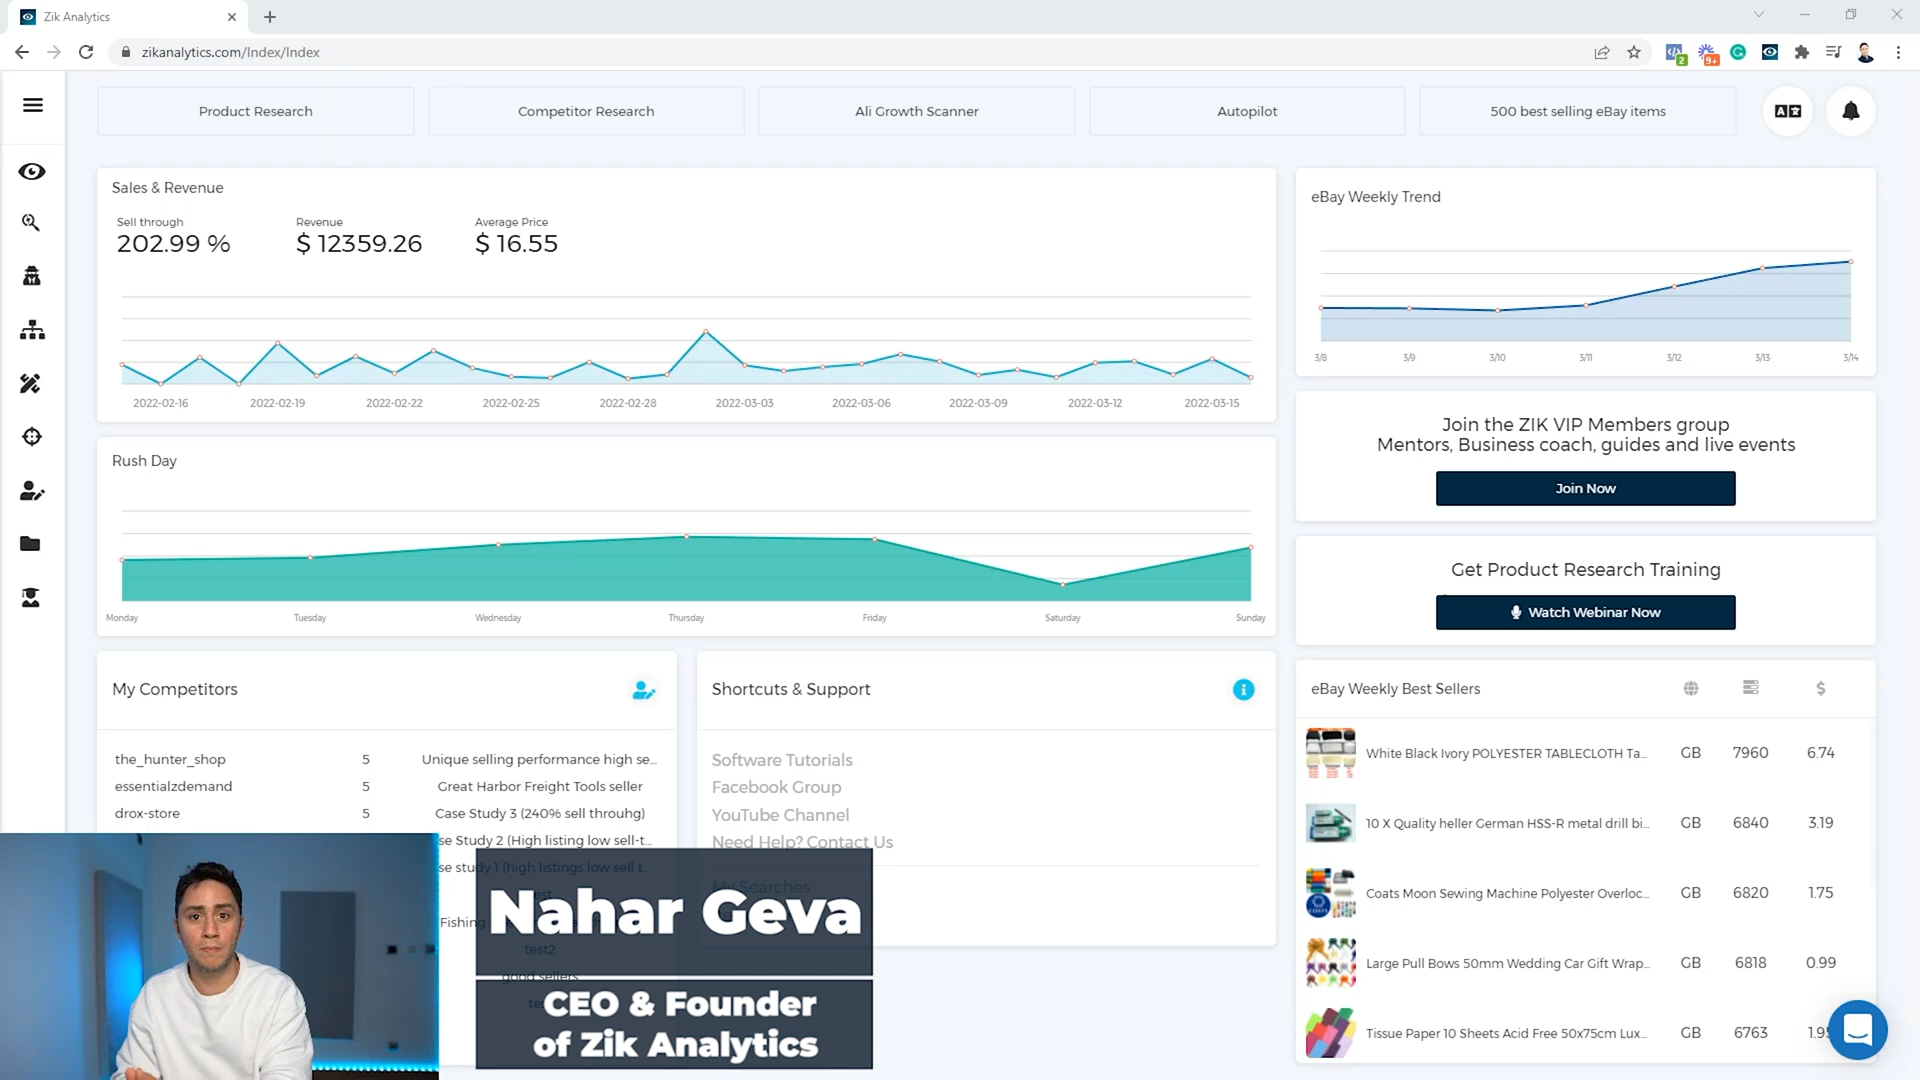 Zik Analytics
zikanalytics.com/Index/Index
2
9+
Product Research
Competitor Research
Ali Growth Scanner
Autopilot
500 best selling eBay items
Sales & Revenue
Sell through
202.99 %
Revenue
$ 12359.26
Average Price
$ 16.55
2022-02-16
2022-02-19
2022-02-22
2022-02-25
2022-02-28
2022-03-03
2022-03-06
2022-03-09
2022-03-12
2022-03-15
eBay Weekly Trend
3/8
3/9
3/10
3/11
3/12
3/13
3/14
Join the ZIK VIP Members group
Mentors, Business coach, guides and live events
Join Now
Rush Day
Monday
Tuesday
Wednesday
Thursday
Friday
Saturday
Sunday
Get Product Research Training
Watch Webinar Now
My Competitors
the_hunter_shop 5 Unique selling performance high se...
essentialzdemand 5 Great Harbor Freight Tools seller
drox-store 5 Case Study 3 (240% sell throuhg)
se Study 2 (High listing low sell-t...
se study 1 (high listings low sell t...
Fishing
test2
good sellers
Shortcuts & Support
Software Tutorials
Facebook Group
YouTube Channel
Need Help? Contact Us
My Searches
Nahar Geva
CEO & Founder
of Zik Analytics
eBay Weekly Best Sellers $
White Black Ivory POLYESTER TABLECLOTH Ta... GB 7960 6.74
10 X Quality heller German HSS-R metal drill bi... GB 6840 3.19
Coats Moon Sewing Machine Polyester Overloc... GB 6820 1.75
Large Pull Bows 50mm Wedding Car Gift Wrap... GB 6818 0.99
Tissue Paper 10 Sheets Acid Free 50x75cm Lux... GB 6763 1.95